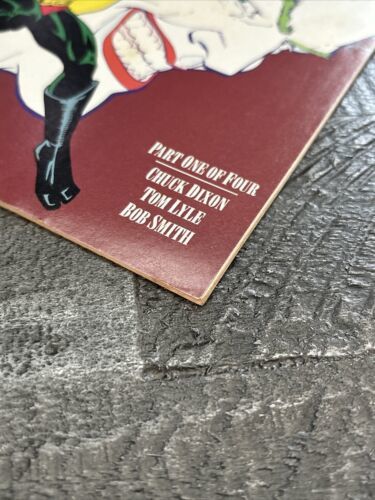 PART ONE OF FOUR
CHUCK DIXON
TOM LYLE
BOB SMITH